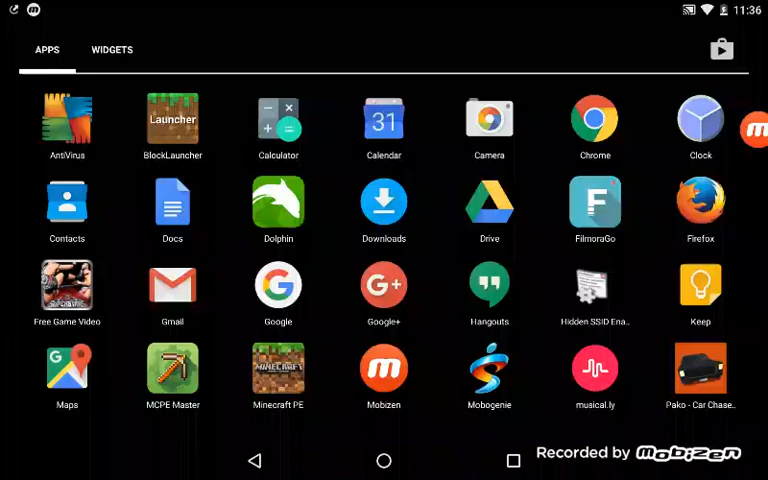 11:36
APPS WIDGETS
Launcher
31
AntiVirus BlockLauncher Calculator Calendar Camera Chrome Clock
Contacts Docs Dolphin Downloads Drive FilmoraGo Firefox
Free Game Video Gmail Google Google+ Hangouts Hidden SSID Ena.. Keep
MINECRAFT
Maps MCPE Master Minecraft PE Mobizen Mobogenie musical.ly Pako - Car Chase..
Recorded by mobizen